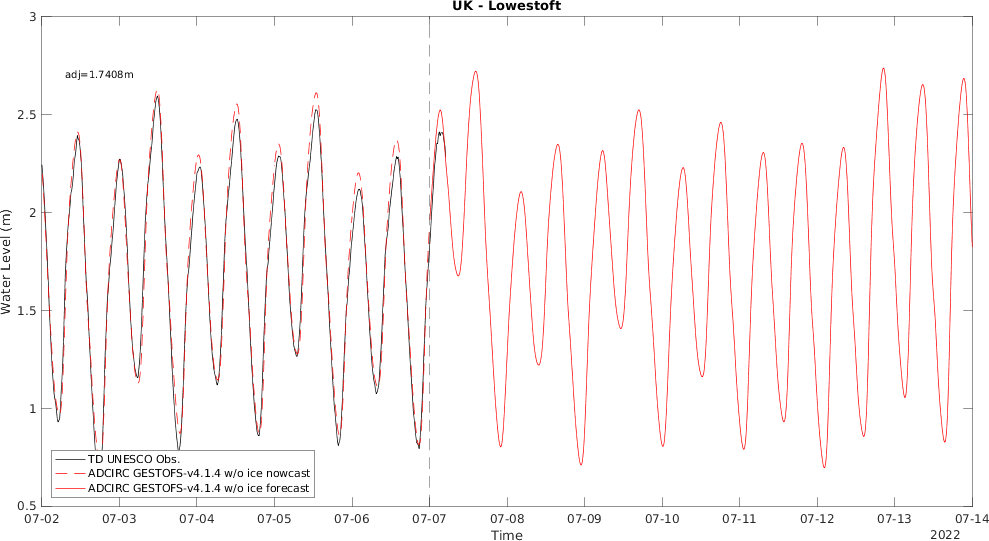 UK - Lowestoft
adj=1.7408m
3
2.5
2
1.5
1
0.5
Water Level (m)
TD UNESCO Obs.
ADCIRC GESTOFS-v4.1.4 w/o ice nowcast
ADCIRC GESTOFS-v4.1.4 w/o ice forecast
07-02 07-03 07-04 07-05 07-06 07-07 07-08 07-09 07-10 07-11 07-12 07-13 07-14
Time
2022